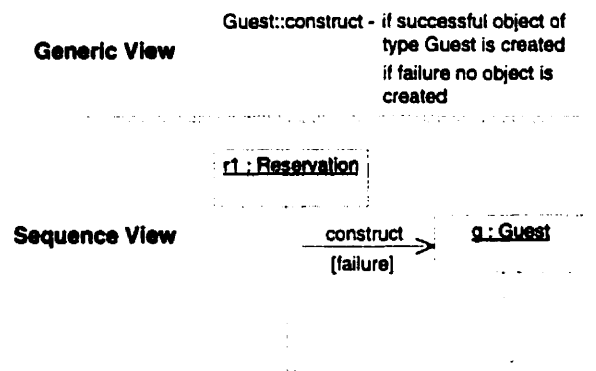 Guest::construct - if successful object of
type Guest is created
Generic View
if failure no object is
created
r1 : Reservation
Sequence View
construct
g : Guest
[failure]